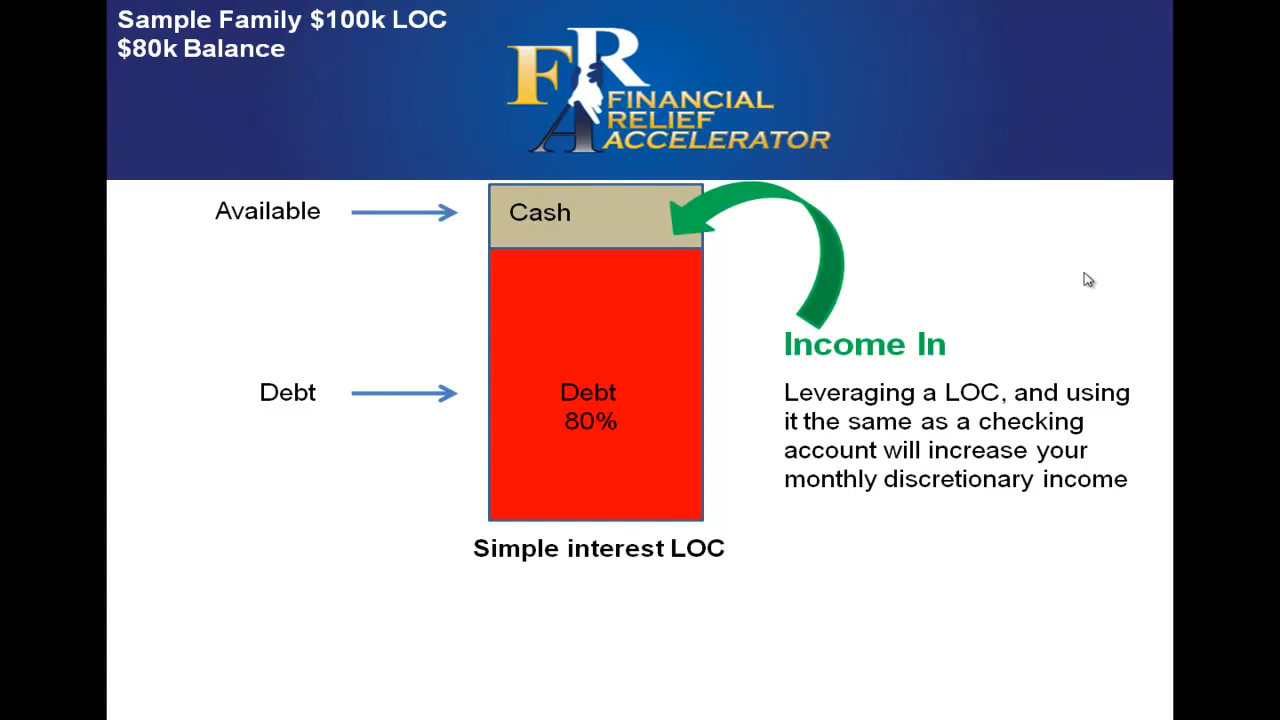 Sample Family $100k LOC
$80k Balance
FRA
FINANCIAL
RELIEF
ACCELERATOR
Available
Cash
Income In
Debt
Debt
80%
Leveraging a LOC, and using
it the same as a checking
account will increase your
monthly discretionary income
Simple interest LOC